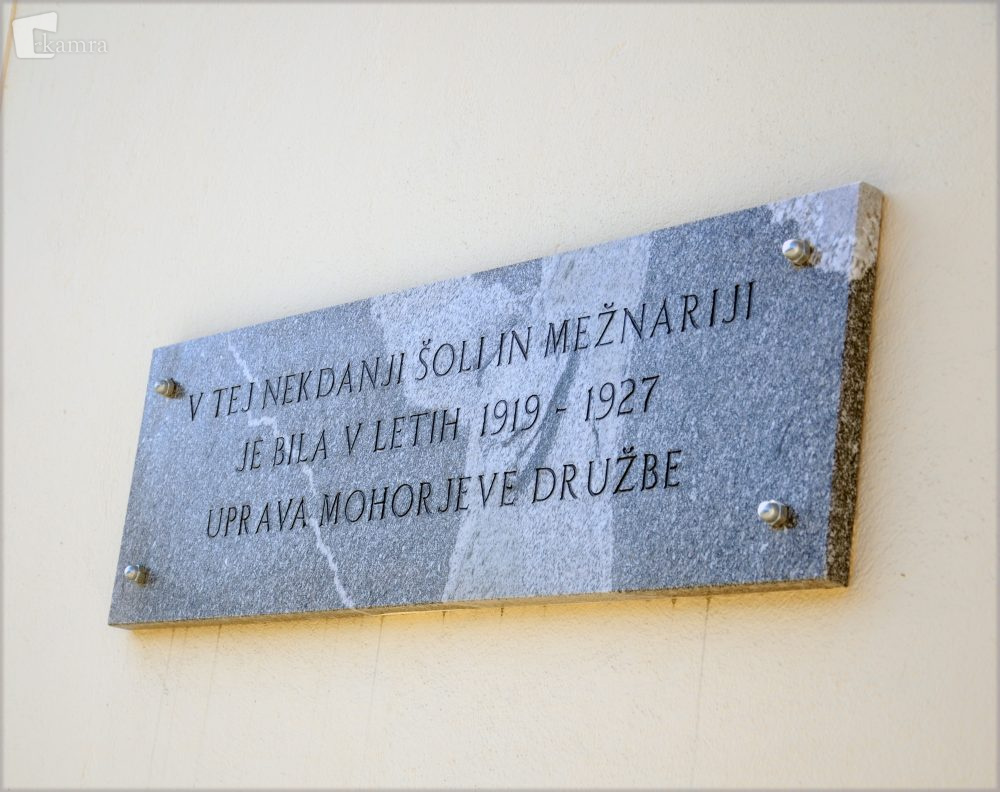 kamra
V TEJ NEKDANJI ŠOLI IN MEŽNARIJI
JE BILA V LETIH 1919 - 1927
UPRAVA MOHORJEVE DRUŽBE